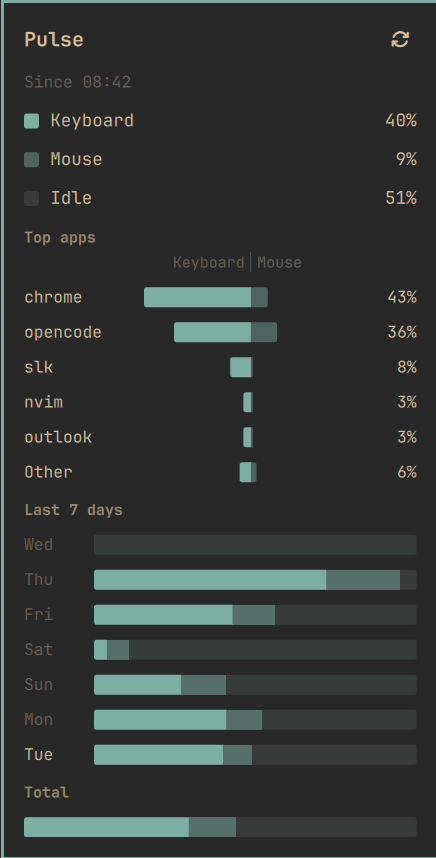 Pulse
Since 08:42
Keyboard 40%
Mouse 9%
Idle 51%
Top apps
Keyboard Mouse
chrome 43%
opencode 36%
slk 8%
nvim 3%
outlook 3%
Other 6%
Last 7 days
Wed
Thu
Fri
Sat
Sun
Mon
Tue
Total